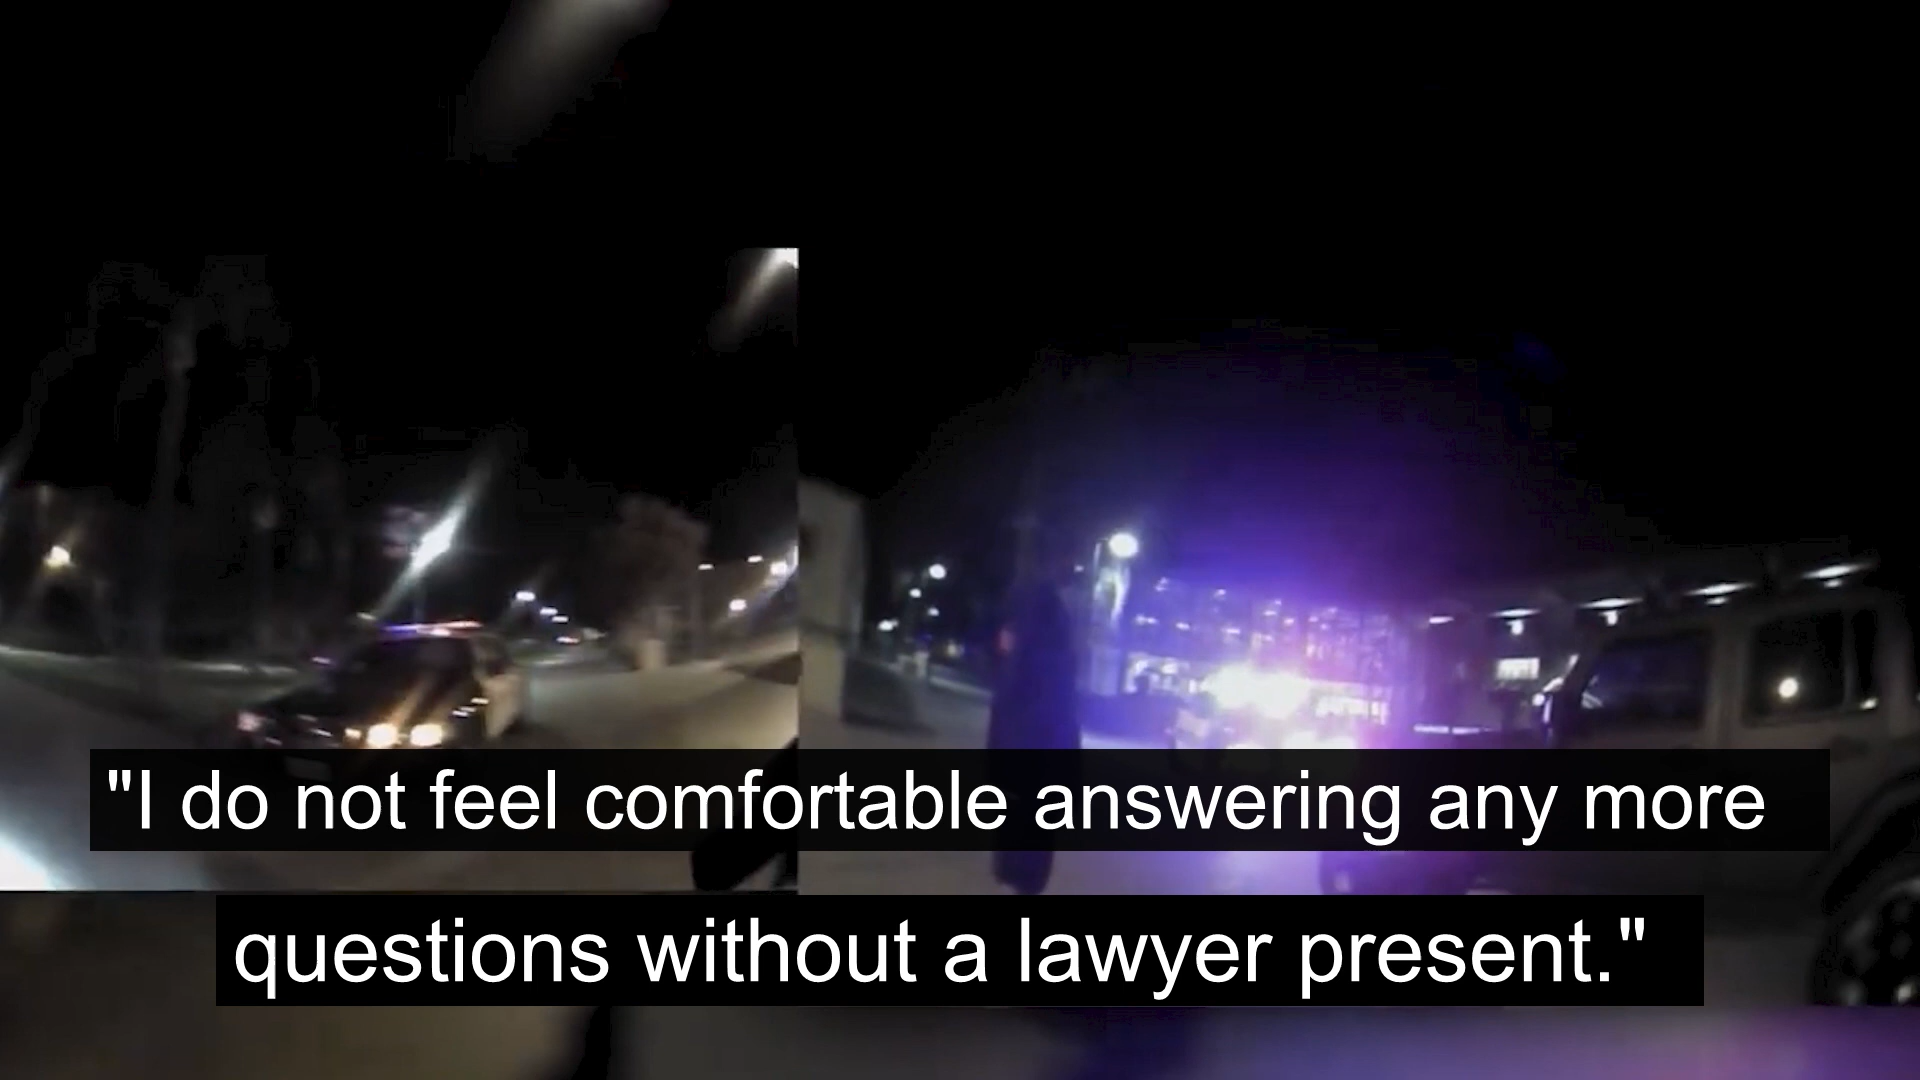 "I do not feel comfortable answering any more
questions without a lawyer present."